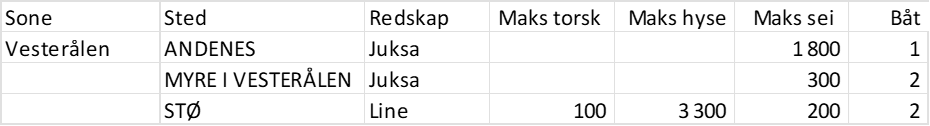 Sone Sted Redskap Maks torsk Maks hyse Maks sei Båt
Vesterålen ANDENES Juksa 1 800 1
MYRE I VESTERÅLEN Juksa 300 2
STØ Line 100 3 300 200 2